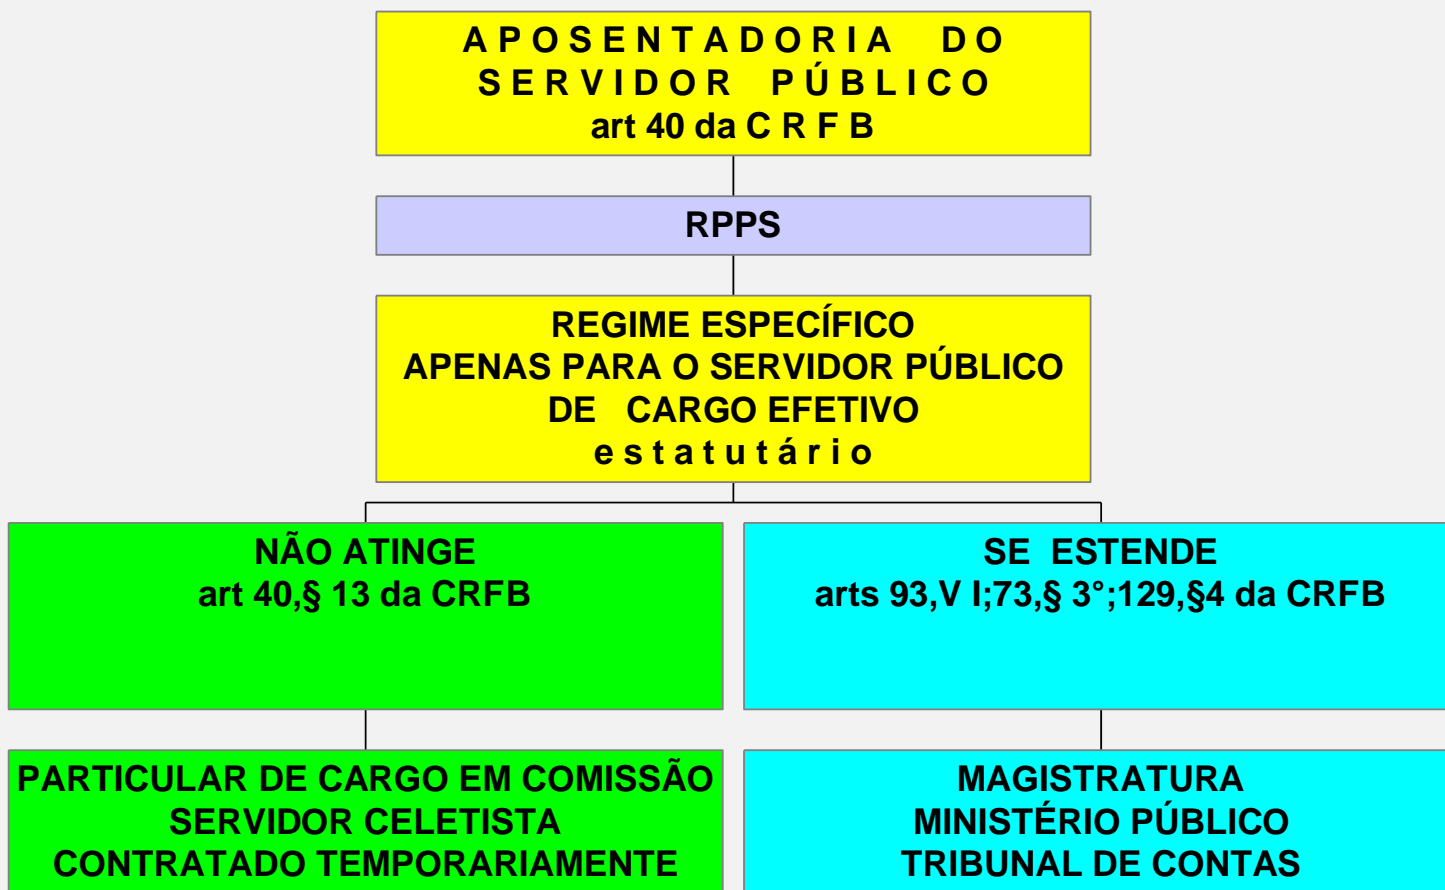 A P O S E N T A D O R I A D O
S E R V I D O R P Ú B L I C O
art 40 da C R F B
RPPS
REGIME ESPECÍFICO
APENAS PARA O SERVIDOR PÚBLICO
DE CARGO EFETIVO
e s t a t u t á r i o
NÃO ATINGE
art 40,§ 13 da CRFB
SE ESTENDE
arts 93,V I;73,§ 3°;129,§4 da CRFB
PARTICULAR DE CARGO EM COMISSÃO
SERVIDOR CELETISTA
CONTRATADO TEMPORARIAMENTE
MAGISTRATURA
MINISTÉRIO PÚBLICO
TRIBUNAL DE CONTAS